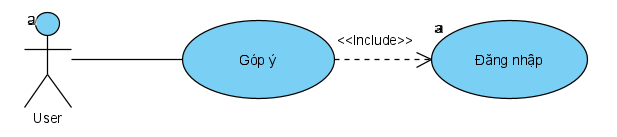 a
User
Góp ý
<<Include>>
a
Đăng nhập